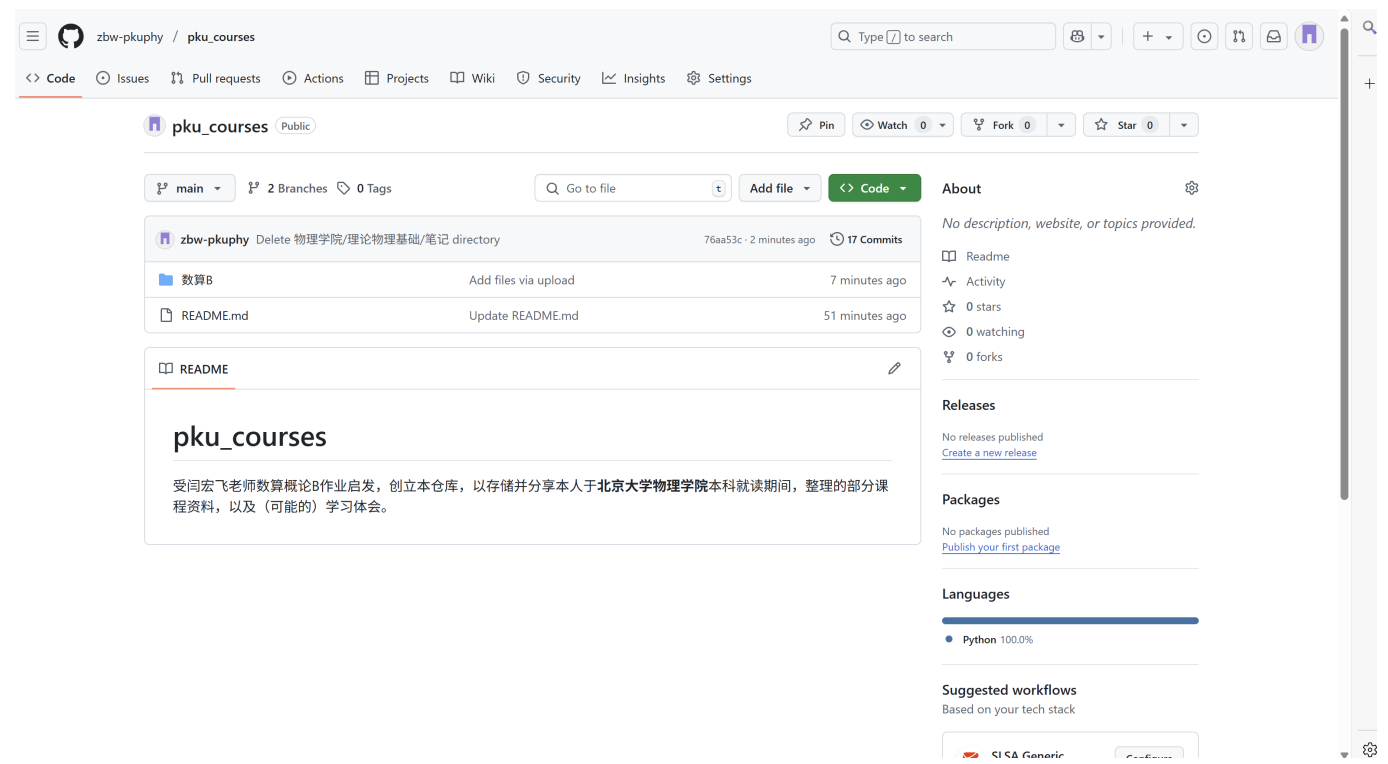 zbw-pkuphy / pku_courses
Type / to search
Code Issues Pull requests Actions Projects Wiki Security Insights Settings
pku_courses Public
Pin Watch 0 Fork 0 Star 0
main 2 Branches 0 Tags
Go to file t
Add file Code
zbw-pkuphy Delete 物理学院/理论物理基础/笔记 directory 76aa53c · 2 minutes ago 17 Commits
数算B Add files via upload 7 minutes ago
README.md Update README.md 51 minutes ago
README
pku_courses
受闫宏飞老师数算概论B作业启发，创立本仓库，以存储并分享本人于北京大学物理学院本科就读期间，整理的部分课
程资料，以及（可能的）学习体会。
About
No description, website, or topics provided.
Readme
Activity
0 stars
0 watching
0 forks
Releases
No releases published
Create a new release
Packages
No packages published
Publish your first package
Languages
Python 100.0%
Suggested workflows
Based on your tech stack
SLSA Generic
Configure